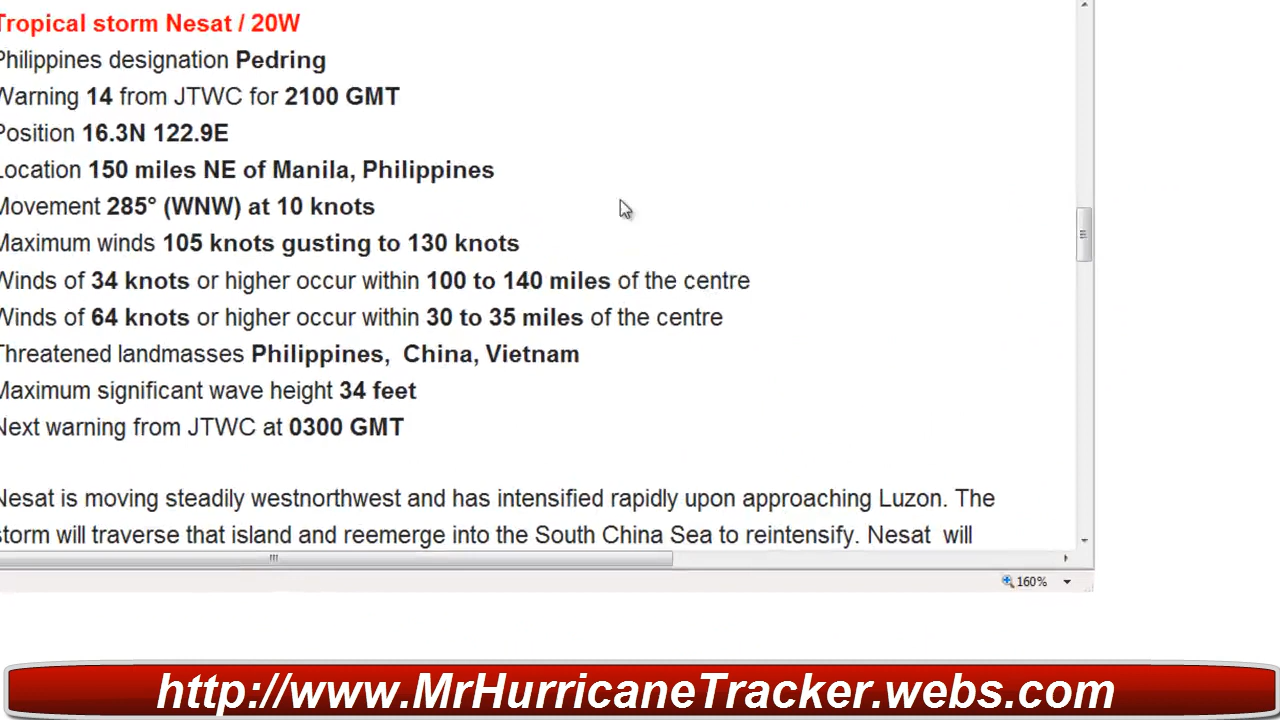 Tropical storm Nesat / 20W
Philippines designation Pedring
Warning 14 from JTWC for 2100 GMT
Position 16.3N 122.9E
Location 150 miles NE of Manila, Philippines
Movement 285° (WNW) at 10 knots
Maximum winds 105 knots gusting to 130 knots
Winds of 34 knots or higher occur within 100 to 140 miles of the centre
Winds of 64 knots or higher occur within 30 to 35 miles of the centre
Threatened landmasses Philippines, China, Vietnam
Maximum significant wave height 34 feet
Next warning from JTWC at 0300 GMT
Nesat is moving steadily westnorthwest and has intensified rapidly upon approaching Luzon. The
storm will traverse that island and reemerge into the South China Sea to reintensify. Nesat will
160%
http://www.MrHurricaneTracker.webs.com